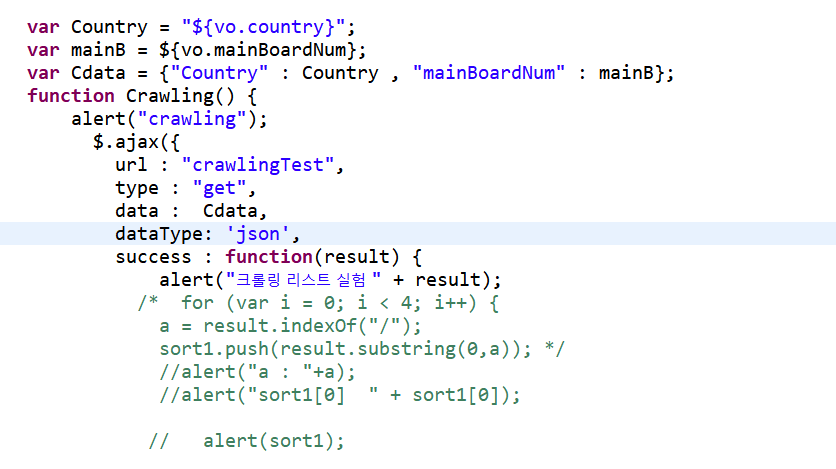 var Country = "${vo.country}";
var mainB = ${vo.mainBoardNum};
var Cdata = {"Country" : Country , "mainBoardNum" : mainB};
function Crawling() {
    alert("crawling");
      $.ajax({
        url : "crawlingTest",
        type : "get",
        data :  Cdata,
        dataType: 'json',
        success : function(result) {
            alert("크롤링 리스트 실험 " + result);
          /*  for (var i = 0; i < 4; i++) {
            a = result.indexOf("/");
            sort1.push(result.substring(0,a)); */
            //alert("a : "+a);
            //alert("sort1[0]  " + sort1[0]);
           //   alert(sort1);